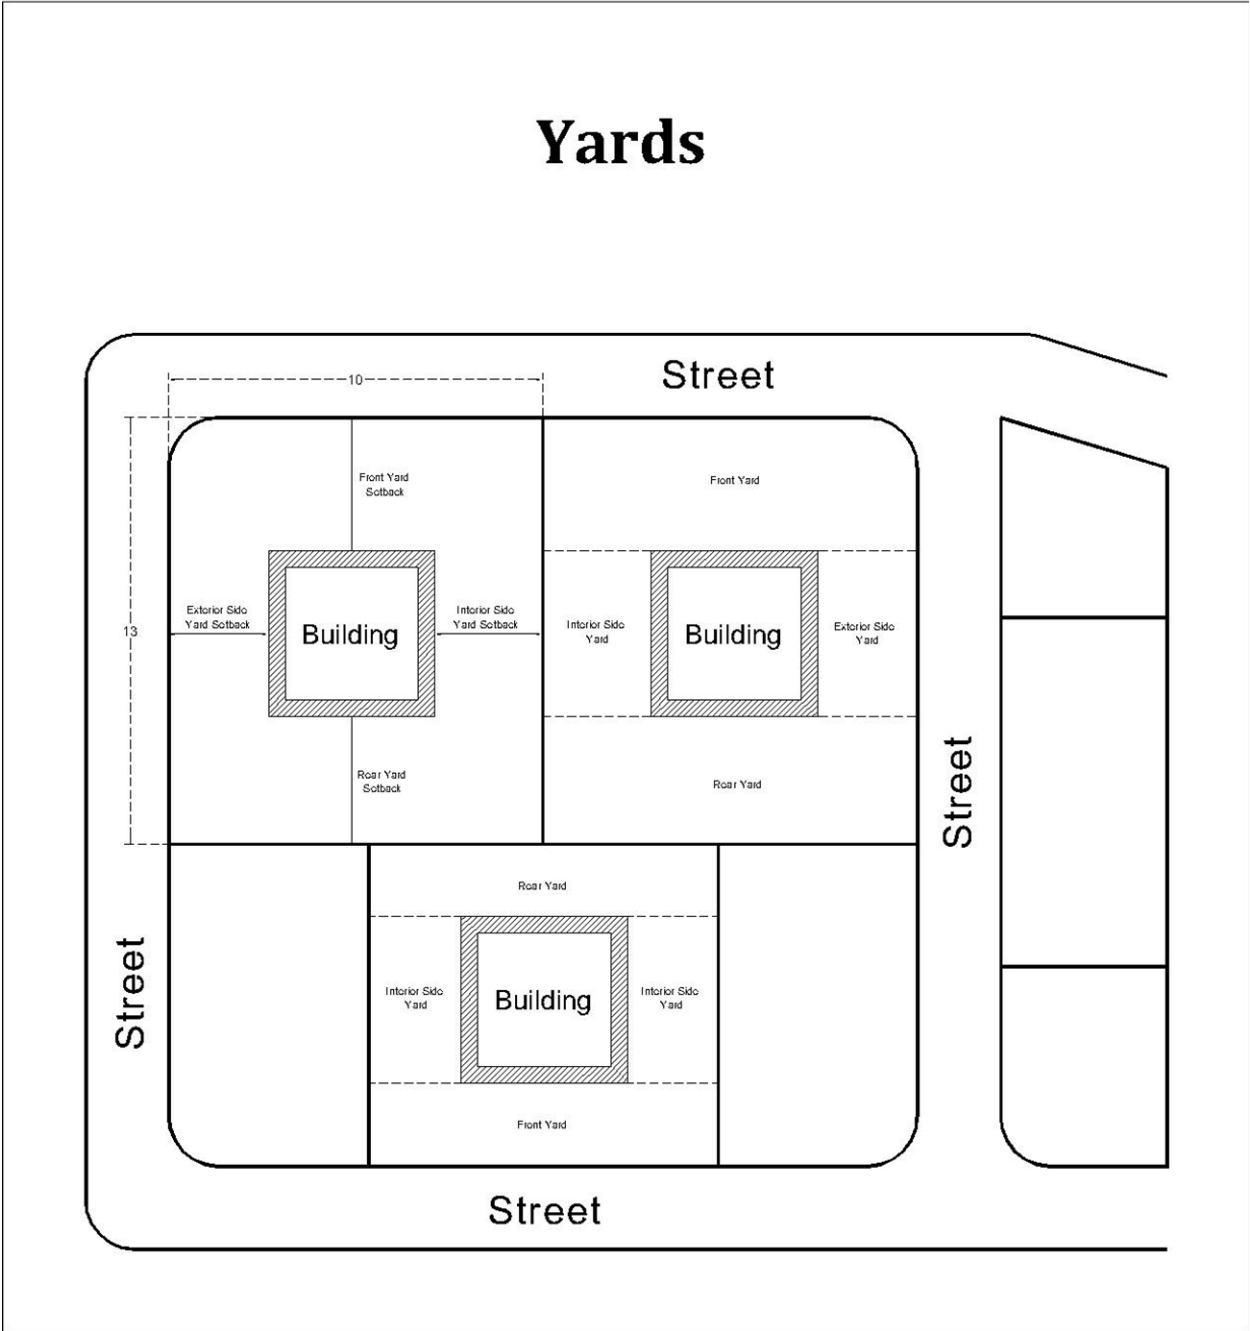 Yards
Street
10
Front Yard
Setback
Front Yard
13
Exterior Side
Yard Setback
Building
Interior Side
Yard Setback
Interior Side
Yard
Building
Exterior Side
Yard
Rear Yard
Setback
Rear Yard
Street
Rear Yard
Street
Interior Side
Yard
Building
Interior Side
Yard
Front Yard
Street